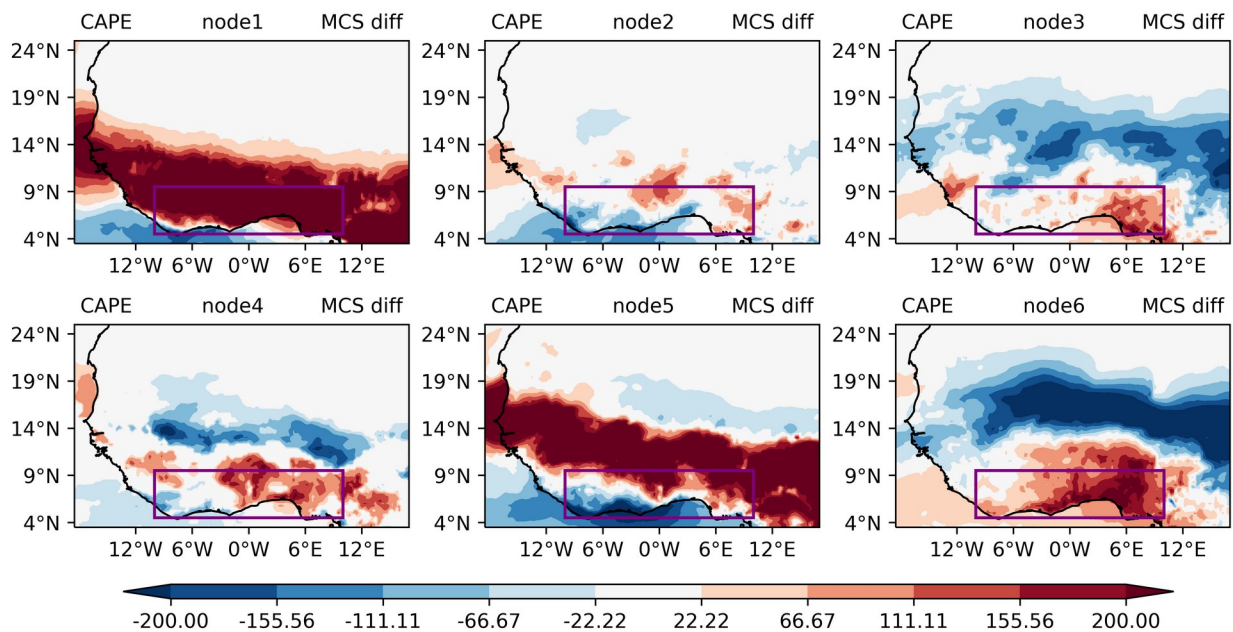 CAPE node1 MCS diff CAPE node2 MCS diff CAPE node3 MCS diff
24°N 24°N 24°N
19°N 19°N 19°N
14°N 14°N 14°N
9°N 9°N 9°N
4°N 4°N 4°N
12°W 6°W 0°W 6°E 12°E 12°W 6°W 0°W 6°E 12°E 12°W 6°W 0°W 6°E 12°E
CAPE node4 MCS diff CAPE node5 MCS diff CAPE node6 MCS diff
24°N 24°N 24°N
19°N 19°N 19°N
14°N 14°N 14°N
9°N 9°N 9°N
4°N 4°N 4°N
12°W 6°W 0°W 6°E 12°E 12°W 6°W 0°W 6°E 12°E 12°W 6°W 0°W 6°E 12°E
-200.00 -155.56 -111.11 -66.67 -22.22 22.22 66.67 111.11 155.56 200.00